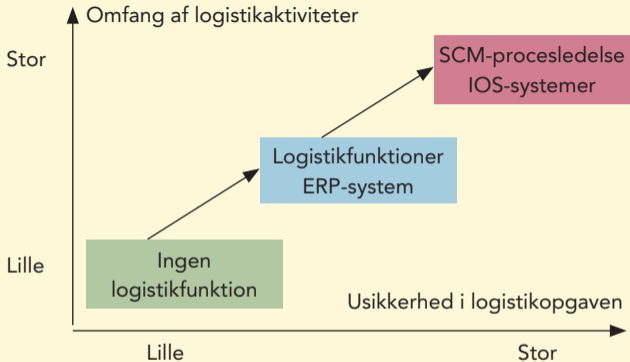 Omfang af logistikaktiviteter
Stor
SCM-procesledelse
IOS-systemer
Logistikfunktioner
ERP-system
Lille
Ingen
logistikfunktion
Usikkerhed i logistikopgaven
Lille
Stor